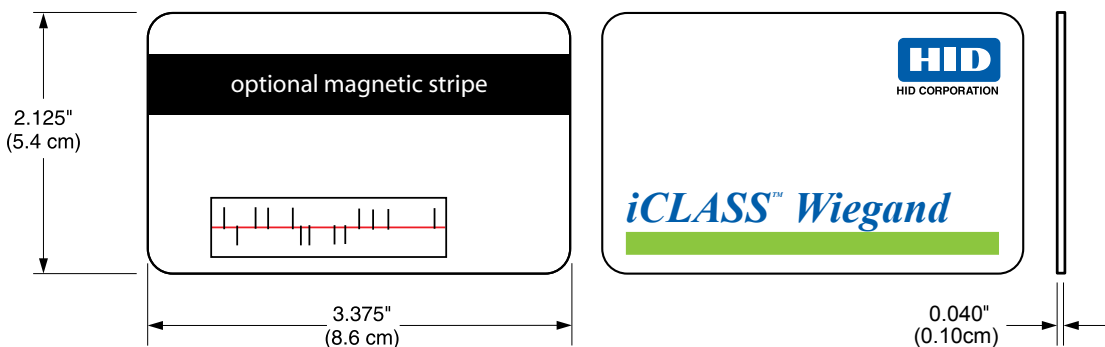 optional magnetic stripe
2.125"
(5.4 cm)
3.375"
(8.6 cm)
HID
HID CORPORATION
iCLASS™ Wiegand
0.040"
(0.10cm)